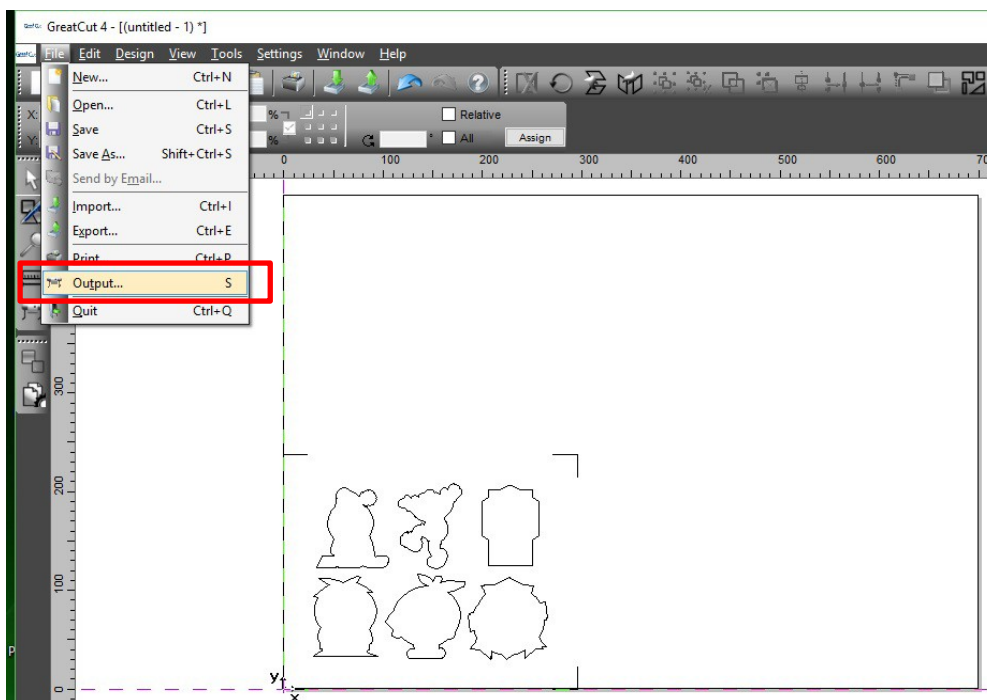 GreatCut 4 - [(untitled - 1) *]
File Edit Design View Tools Settings Window Help
New... Ctrl+N
Open... Ctrl+L
Save Ctrl+S
Save As... Shift+Ctrl+S
Send by Email...
Import... Ctrl+I
Export... Ctrl+E
Print... Ctrl+P
Output... S
Quit Ctrl+Q
X: % Relative
Y: % ° All Assign
0 100 200 300 400 500 600 70
300
200
100
0
y
x
P